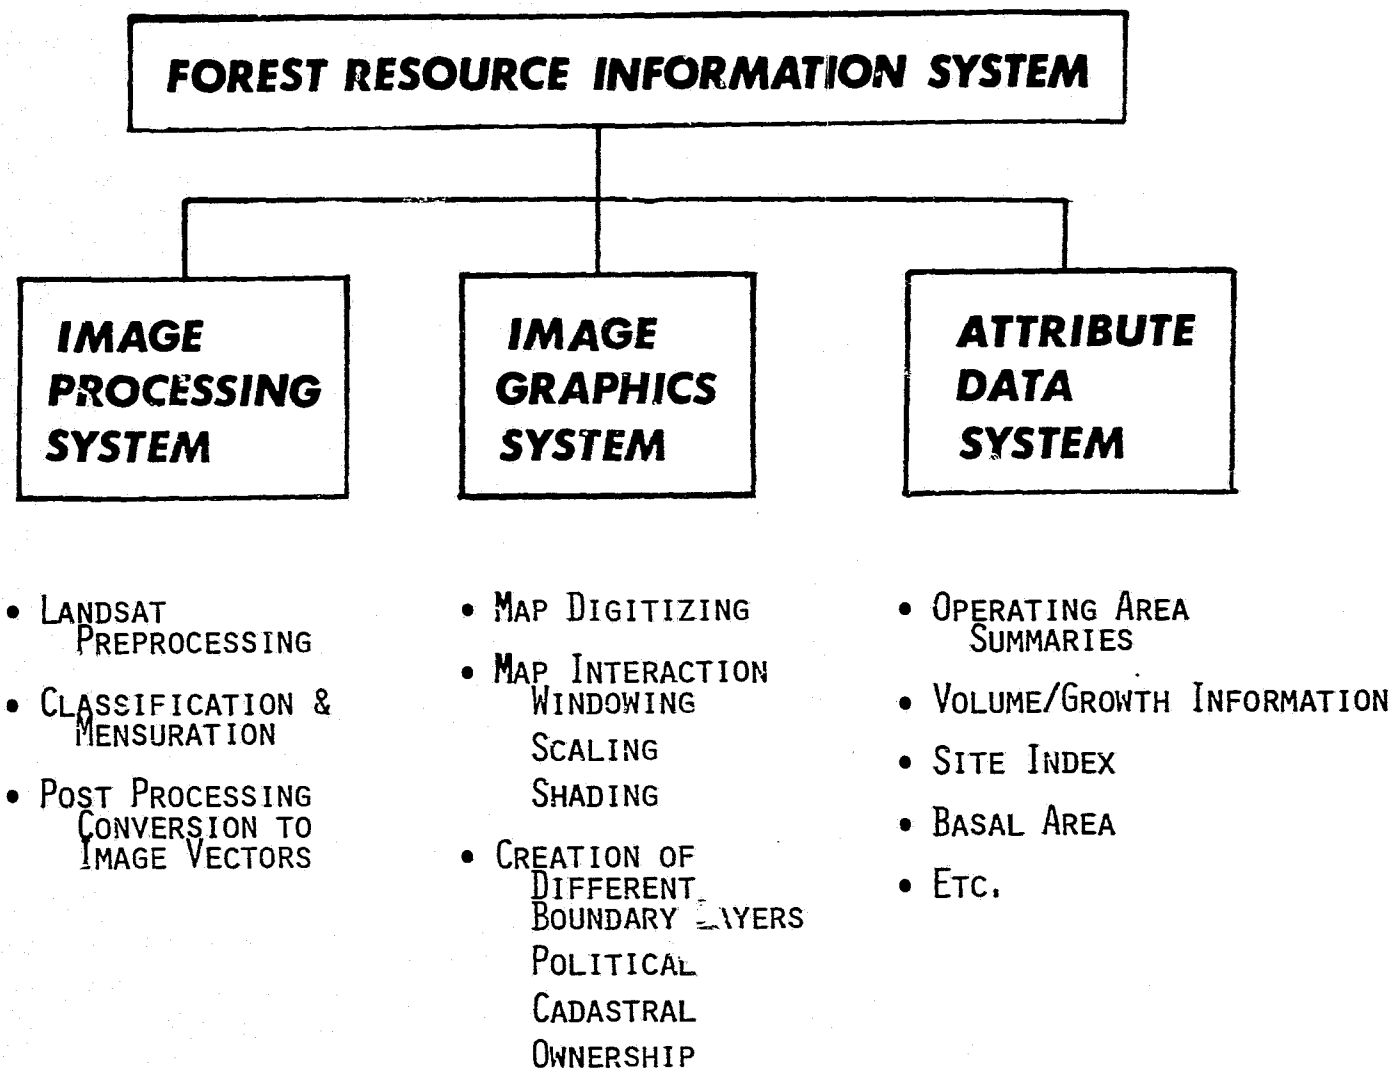 FOREST RESOURCE INFORMATION SYSTEM
IMAGE
PROCESSING
SYSTEM
IMAGE
GRAPHICS
SYSTEM
ATTRIBUTE
DATA
SYSTEM
• LANDSAT
PREPROCESSING
• CLASSIFICATION &
MENSURATION
• POST PROCESSING
CONVERSION TO
IMAGE VECTORS
• MAP DIGITIZING
• MAP INTERACTION
WINDOWING
SCALING
SHADING
• CREATION OF
DIFFERENT
BOUNDARY LAYERS
POLITICAL
CADASTRAL
OWNERSHIP
• OPERATING AREA
SUMMARIES
• VOLUME/GROWTH INFORMATION
• SITE INDEX
• BASAL AREA
• ETC.